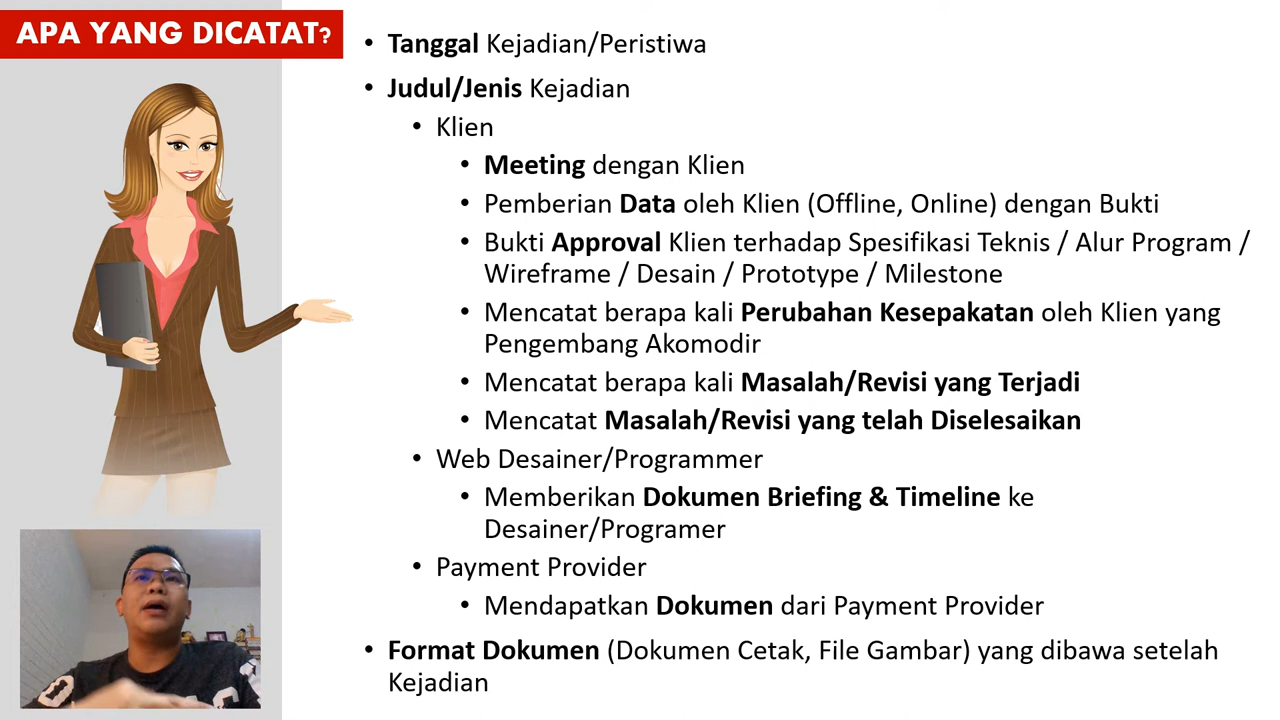 APA YANG DICATAT?
• Tanggal Kejadian/Peristiwa
• Judul/Jenis Kejadian
• Klien
• Meeting dengan Klien
• Pemberian Data oleh Klien (Offline, Online) dengan Bukti
• Bukti Approval Klien terhadap Spesifikasi Teknis / Alur Program /
Wireframe / Desain / Prototype / Milestone
• Mencatat berapa kali Perubahan Kesepakatan oleh Klien yang
Pengembang Akomodir
• Mencatat berapa kali Masalah/Revisi yang Terjadi
• Mencatat Masalah/Revisi yang telah Diselesaikan
• Web Desainer/Programmer
• Memberikan Dokumen Briefing & Timeline ke
Desainer/Programer
• Payment Provider
• Mendapatkan Dokumen dari Payment Provider
• Format Dokumen (Dokumen Cetak, File Gambar) yang dibawa setelah
Kejadian